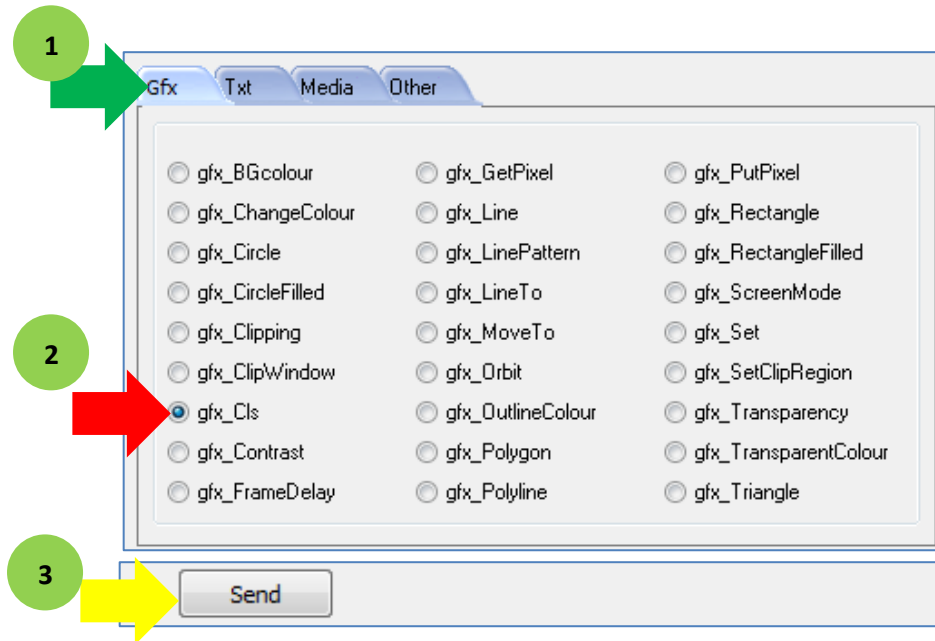 1
Gfx Txt Media Other
gfx_BGcolour gfx_GetPixel gfx_PutPixel
gfx_ChangeColour gfx_Line gfx_Rectangle
gfx_Circle gfx_LinePattern gfx_RectangleFilled
gfx_CircleFilled gfx_LineTo gfx_ScreenMode
gfx_Clipping gfx_MoveTo gfx_Set
2
gfx_ClipWindow gfx_Orbit gfx_SetClipRegion
gfx_Cls gfx_OutlineColour gfx_Transparency
gfx_Contrast gfx_Polygon gfx_TransparentColour
gfx_FrameDelay gfx_Polyline gfx_Triangle
3
Send